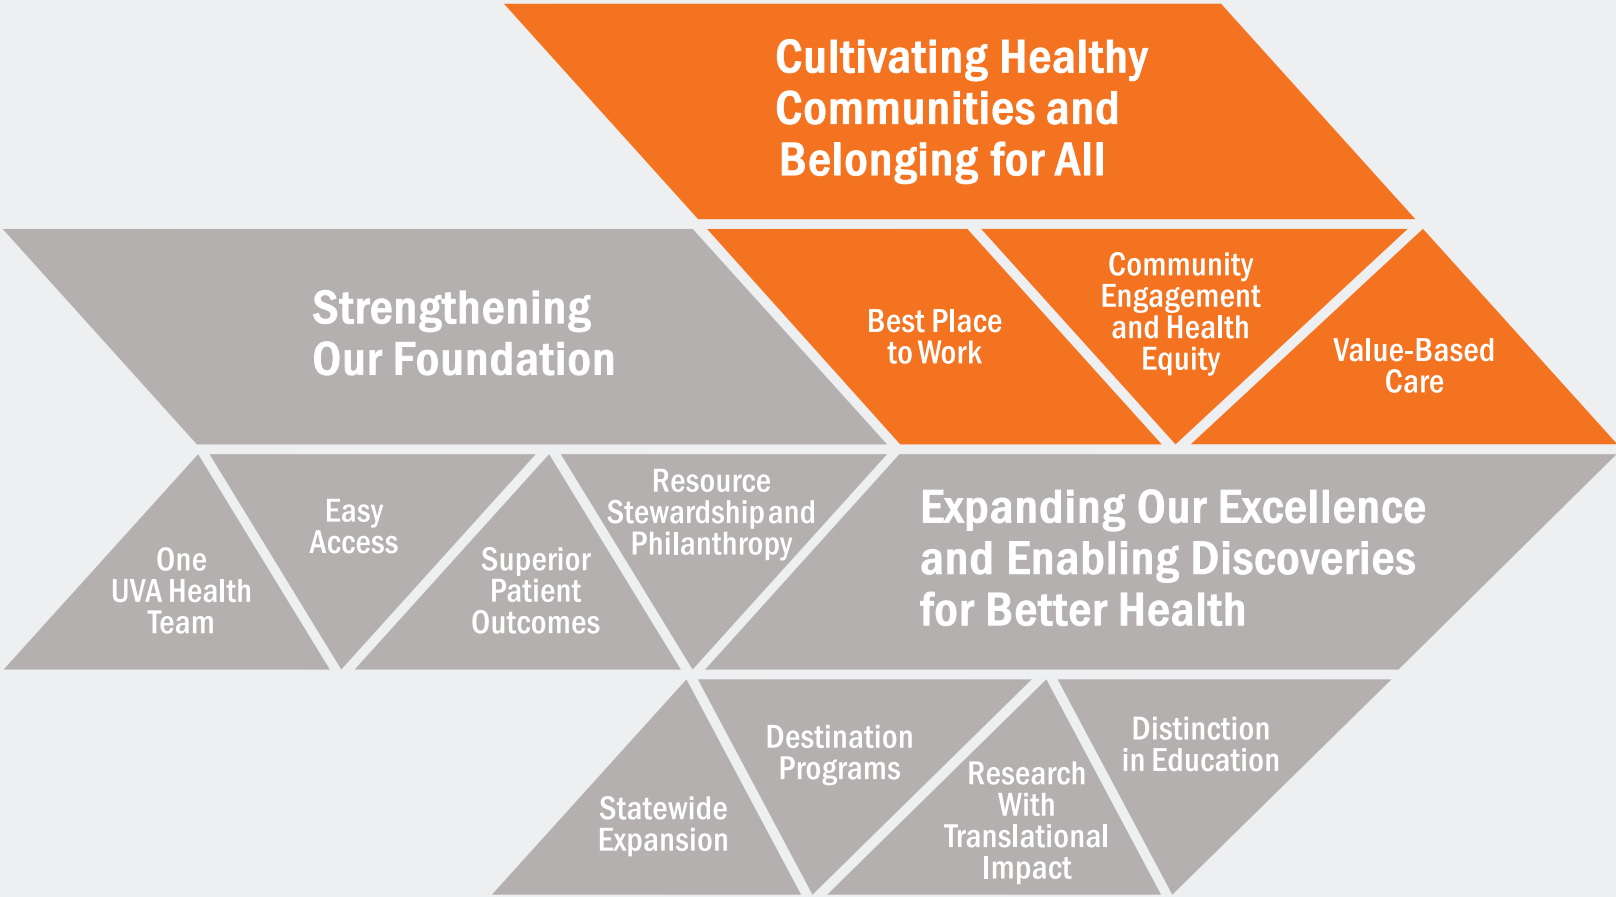 Cultivating Healthy
Communities and
Belonging for All
Strengthening
Our Foundation
Best Place
to Work
Community
Engagement
and Health
Equity
Value-Based
Care
One
UVA Health
Team
Easy
Access
Superior
Patient
Outcomes
Resource
Stewardship and
Philanthropy
Expanding Our Excellence
and Enabling Discoveries
for Better Health
Statewide
Expansion
Destination
Programs
Research
With
Translational
Impact
Distinction
in Education